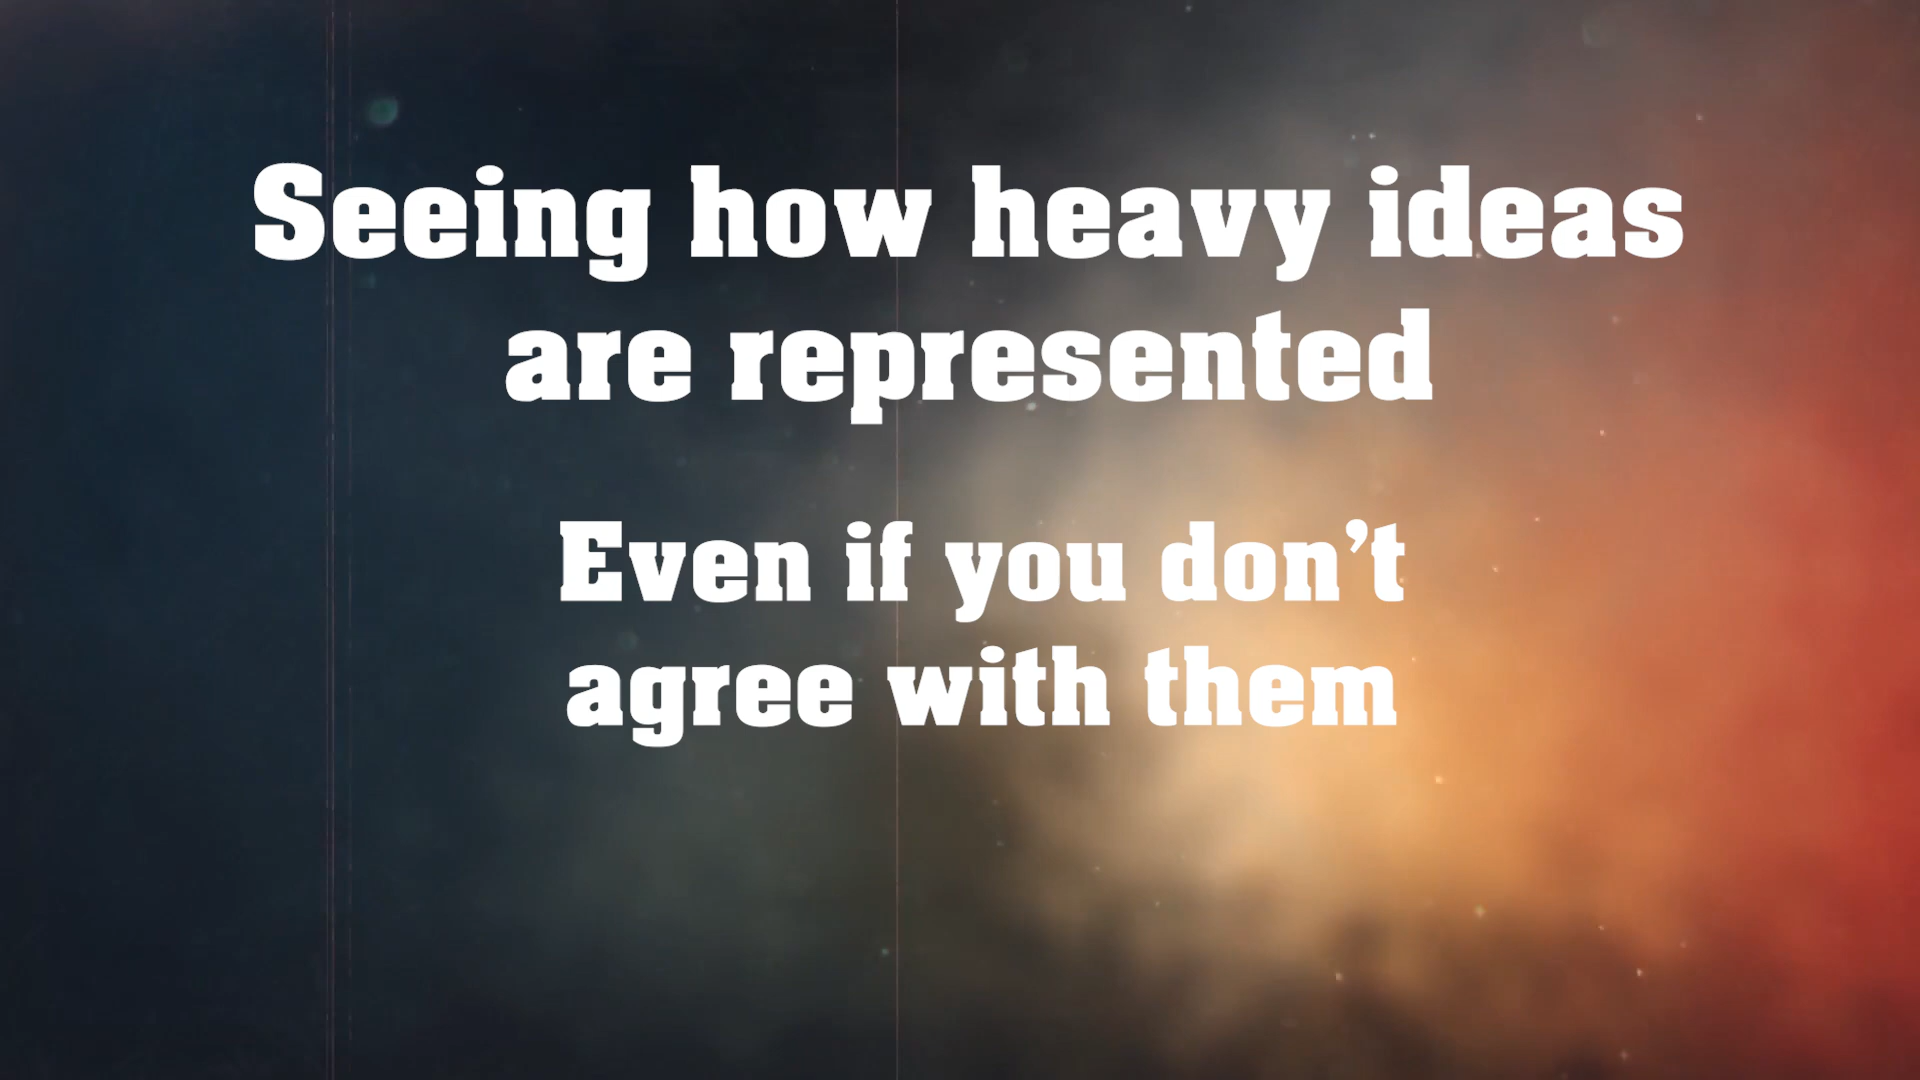 Seeing how heavy ideas
are represented
Even if you don’t
agree with them